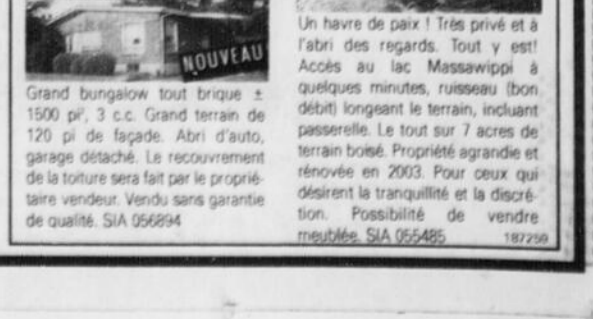 NOUVEAU
Grand bungalow tout brique ±
1500 pi², 3 c.c. Grand terrain de
120 pi de façade. Abri d'auto,
garage détaché. Le recouvrement
de la toiture sera fait par le proprié-
taire vendeur. Vendu sans garantie
de qualité. SIA 056894
Un havre de paix ! Très privé et à
l'abri des regards. Tout y est!
Accès au lac Massawippi à
quelques minutes, ruisseau (bon
débit) longeant le terrain, incluant
passerelle. Le tout sur 7 acres de
terrain boisé. Propriété agrandie et
rénovée en 2003. Pour ceux qui
désirent la tranquillité et la discré-
tion. Possibilité de vendre
meublée. SIA 055485
187259